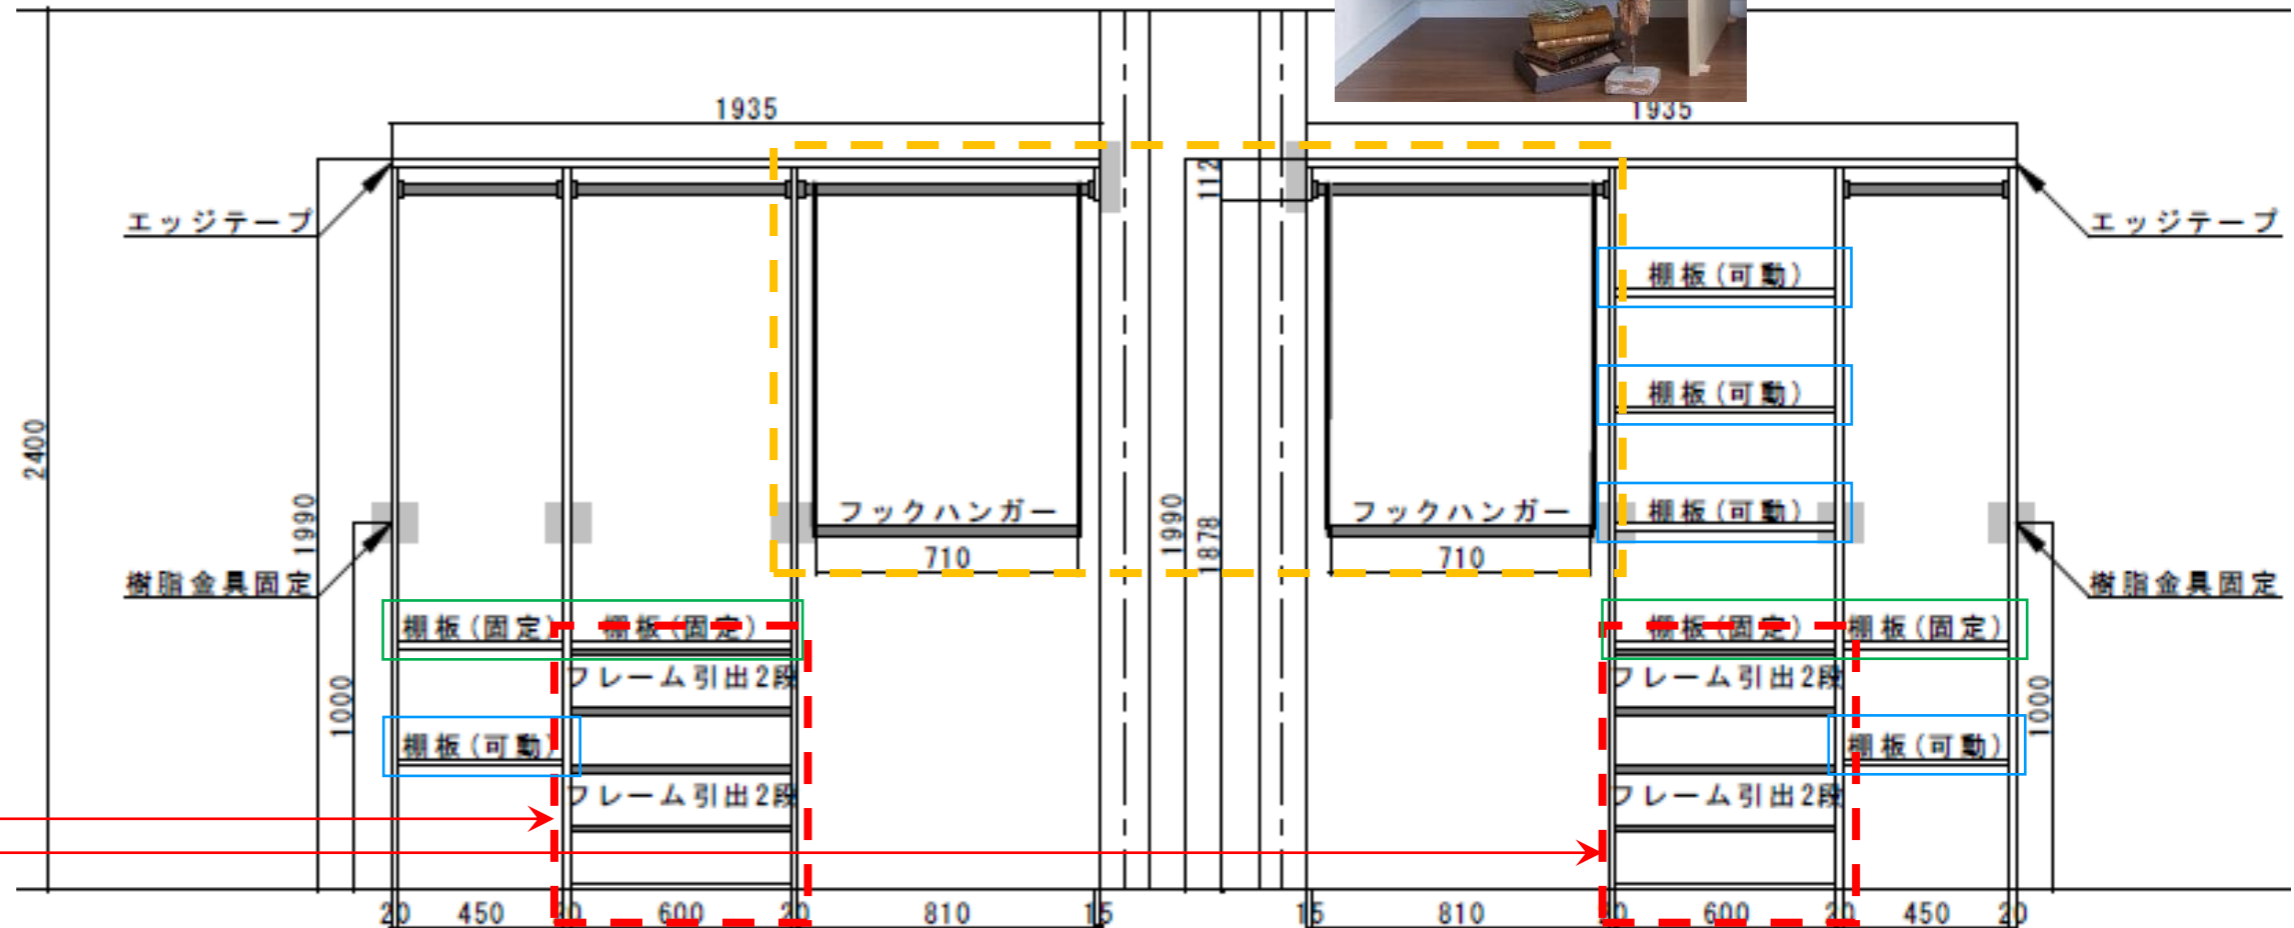 1935
1935
112
エッジテープ
エッジテープ
棚板(可動)
棚板(可動)
2400
1990
1990
1878
フックハンガー
フックハンガー
棚板(可動)
710
710
樹脂金具固定
樹脂金具固定
棚板(固定)
棚板(固定)
棚板(固定)
棚板(固定)
フレーム引出2段
フレーム引出2段
1000
1000
棚板(可動)
棚板(可動)
フレーム引出2段
フレーム引出2段
20 450 20 600 20 810 15
15 810 20 600 20 450 20